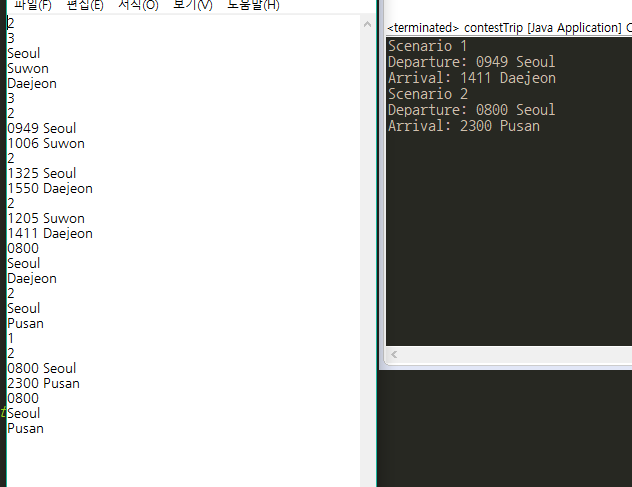 파일(F) 편집(E) 서식(O) 보기(V) 도움말(H)
2
3
Seoul
Suwon
Daejeon
3
2
0949 Seoul
1006 Suwon
2
1325 Seoul
1550 Daejeon
2
1205 Suwon
1411 Daejeon
0800
Seoul
Daejeon
2
Seoul
Pusan
1
2
0800 Seoul
2300 Pusan
0800
Seoul
Pusan
t
<terminated> contestTrip [Java Application] C
Scenario 1
Departure: 0949 Seoul
Arrival: 1411 Daejeon
Scenario 2
Departure: 0800 Seoul
Arrival: 2300 Pusan